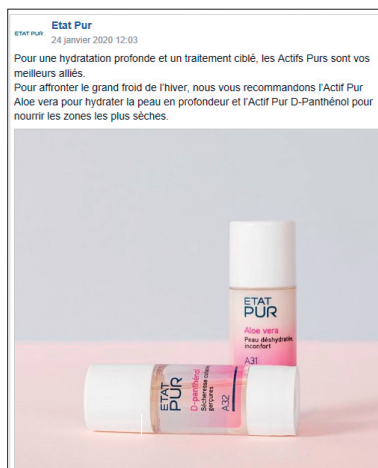 ETAT PUR
Etat Pur
24 janvier 2020 12:03
Pour une hydratation profonde et un traitement ciblé, les Actifs Purs sont vos
meilleurs alliés.
Pour affronter le grand froid de l'hiver, nous vous recommandons l'Actif Pur
Aloe vera pour hydrater la peau en profondeur et l'Actif Pur D-Panthénol pour
nourrir les zones les plus sèches.
ETAT
PUR
Aloe vera
Peau déshydratée,
inconfort
A31
ETAT
PUR
D-panthénol
Sécheresse
gerçures
A32